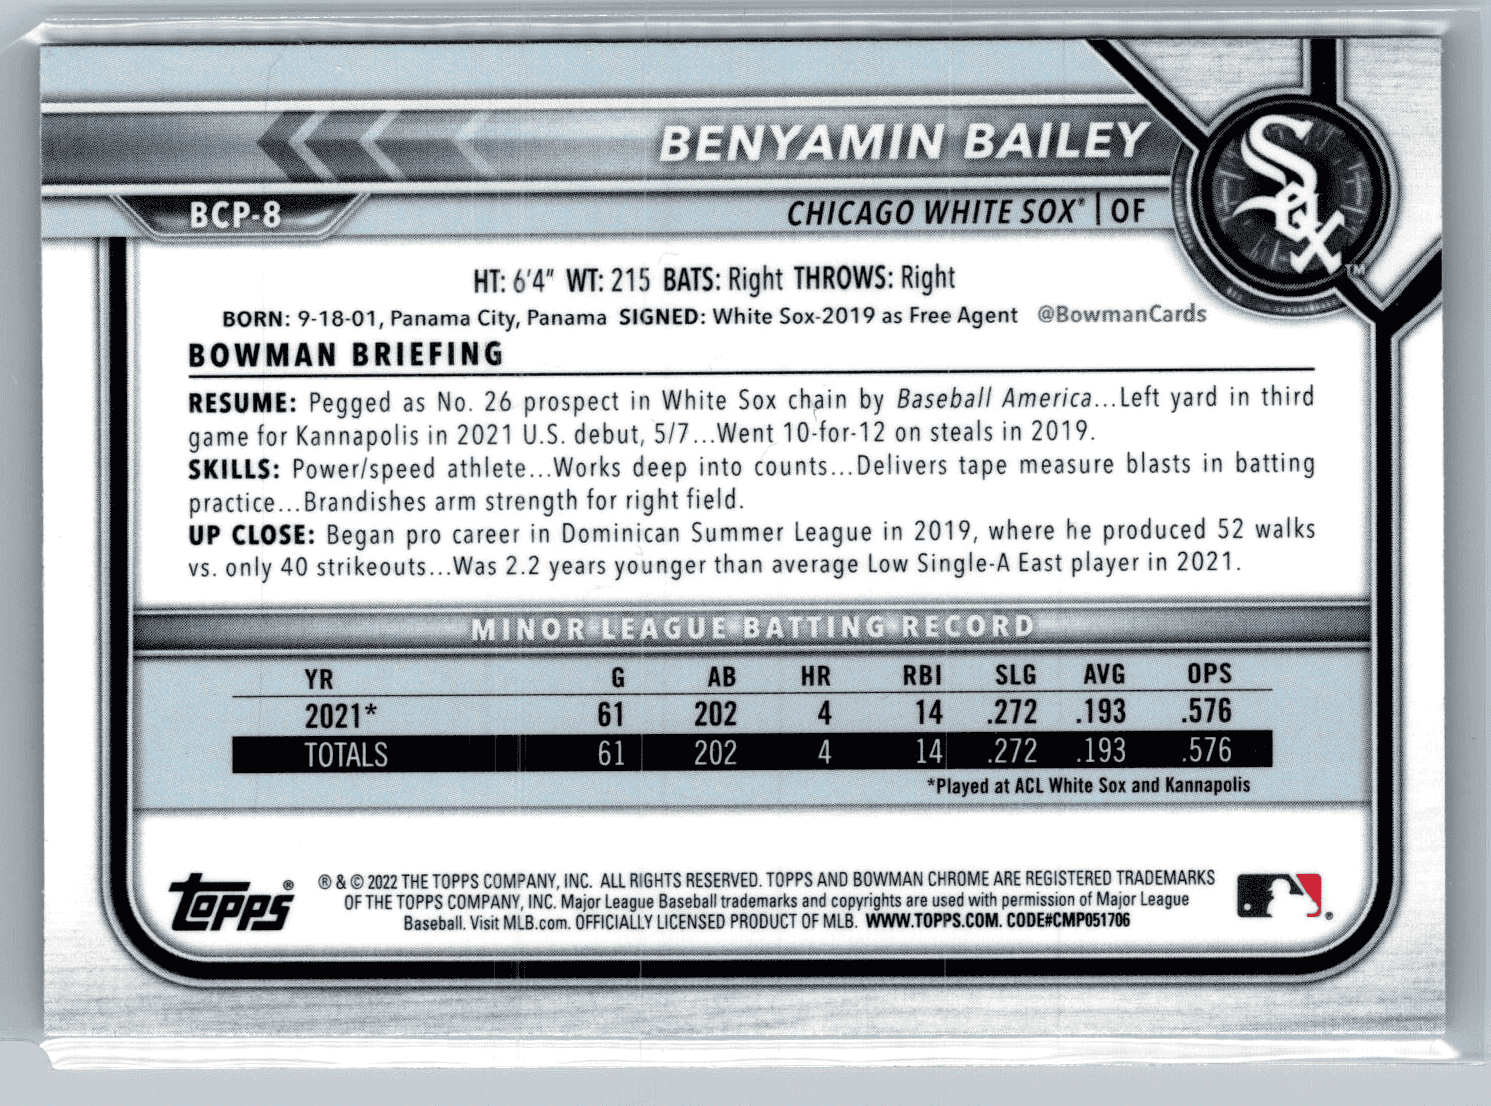 BENYAMIN BAILEY
BCP-8
CHICAGO WHITE SOX® | OF
Sox
™
HT: 6'4" WT: 215 BATS: Right THROWS: Right
BORN: 9-18-01, Panama City, Panama SIGNED: White Sox-2019 as Free Agent @BowmanCards
BOWMAN BRIEFING
RESUME: Pegged as No. 26 prospect in White Sox chain by Baseball America...Left yard in third
game for Kannapolis in 2021 U.S. debut, 5/7...Went 10-for-12 on steals in 2019.
SKILLS: Power/speed athlete...Works deep into counts...Delivers tape measure blasts in batting
practice...Brandishes arm strength for right field.
UP CLOSE: Began pro career in Dominican Summer League in 2019, where he produced 52 walks
vs. only 40 strikeouts...Was 2.2 years younger than average Low Single-A East player in 2021.
MINOR LEAGUE BATTING RECORD
YR G AB HR RBI SLG AVG OPS
2021* 61 202 4 14 .272 .193 .576
TOTALS 61 202 4 14 .272 .193 .576
*Played at ACL White Sox and Kannapolis
topps®
® & © 2022 THE TOPPS COMPANY, INC. ALL RIGHTS RESERVED. TOPPS AND BOWMAN CHROME ARE REGISTERED TRADEMARKS
OF THE TOPPS COMPANY, INC. Major League Baseball trademarks and copyrights are used with permission of Major League
Baseball. Visit MLB.com. OFFICIALLY LICENSED PRODUCT OF MLB. WWW.TOPPS.COM. CODE#CMP051706
®